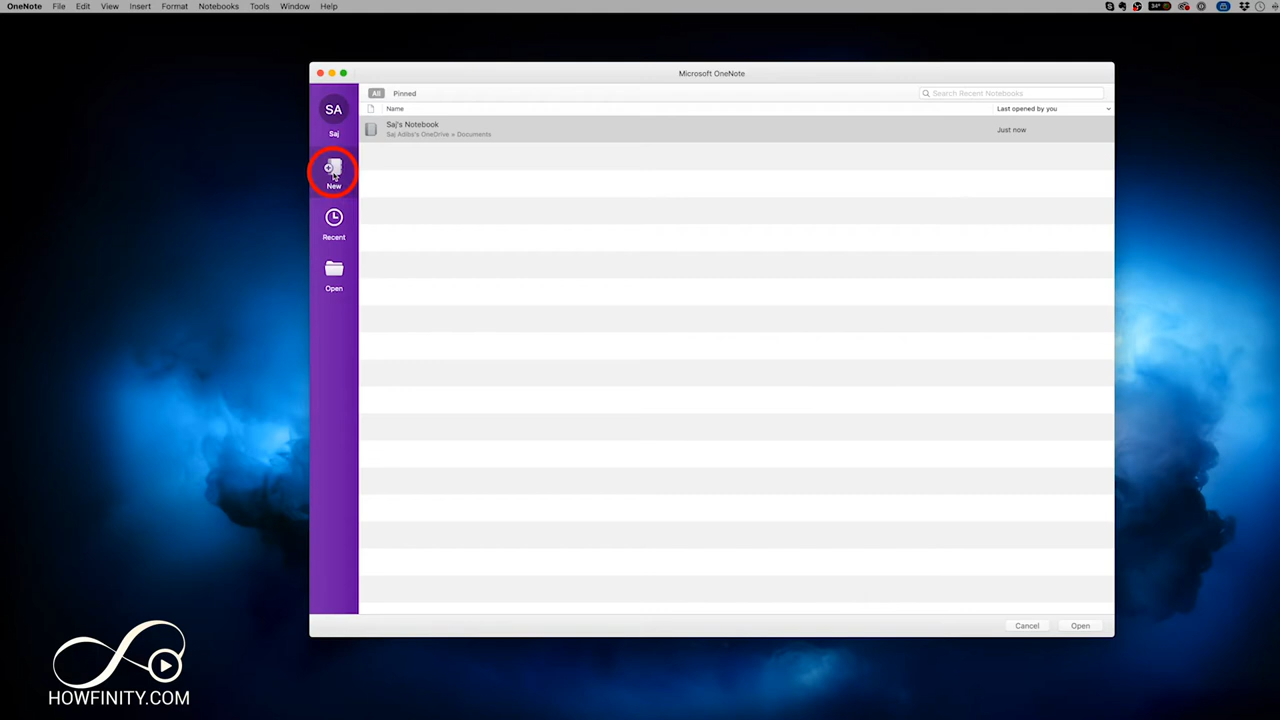 OneNote File Edit View Insert Format Notebooks Tools Window Help
34°
Microsoft OneNote
SA
Saj
New
Recent
Open
All Pinned
Search Recent Notebooks
Name Last opened by you
Saj's Notebook
Saj Adibs's OneDrive » Documents
Just now
Cancel Open
HOWFINITY.COM